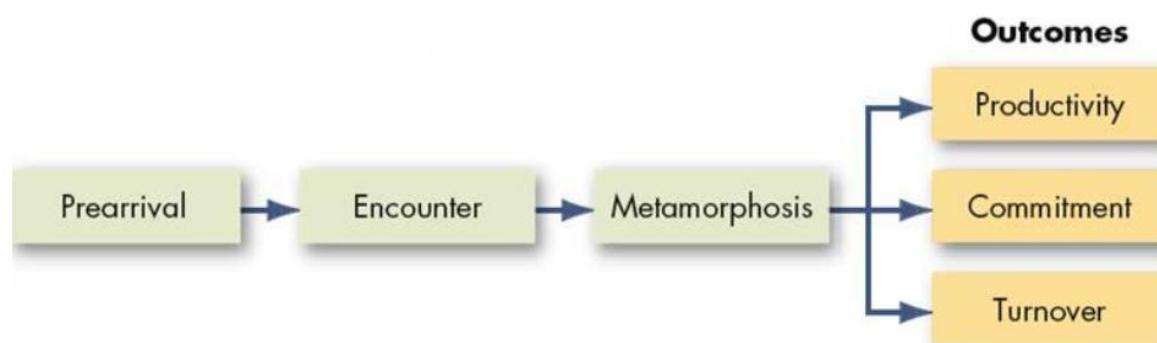 Outcomes
Productivity
Prearrival
Encounter
Metamorphosis
Commitment
Turnover